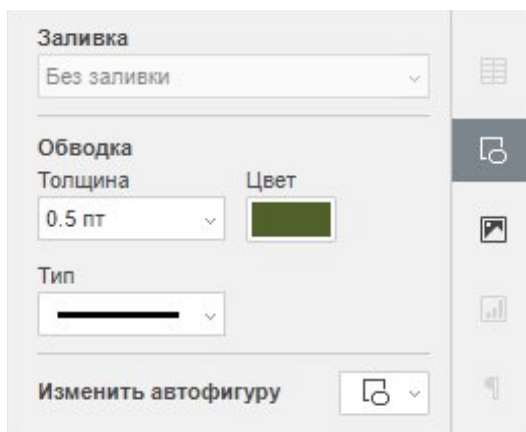 Заливка
Без заливки
Обводка
Толщина Цвет
0.5 пт
Тип
Изменить автофигуру